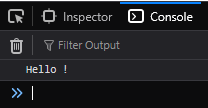 Inspector Console
Filter Output
Hello !
»